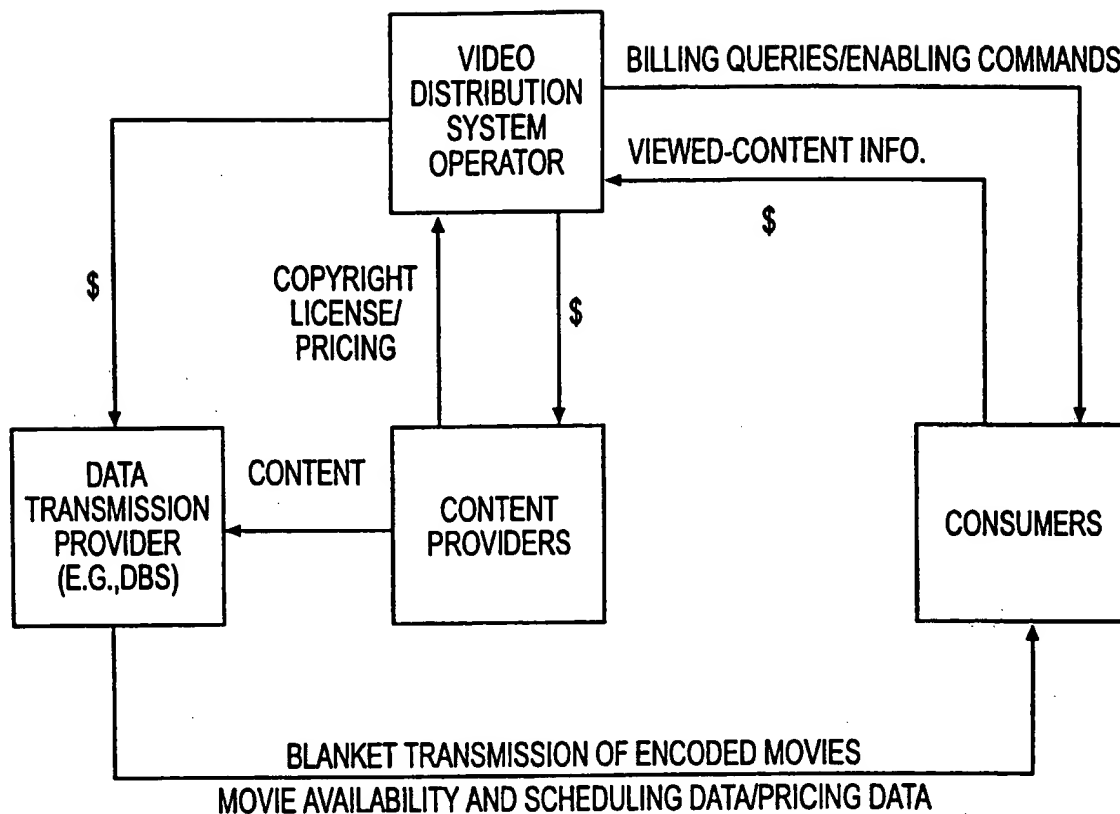 VIDEO
DISTRIBUTION
SYSTEM
OPERATOR
BILLING QUERIES/ENABLING COMMANDS
VIEWED-CONTENT INFO.
$
$
COPYRIGHT
LICENSE/
PRICING
$
DATA
TRANSMISSION
PROVIDER
(E.G.,DBS)
CONTENT
CONTENT
PROVIDERS
CONSUMERS
BLANKET TRANSMISSION OF ENCODED MOVIES
MOVIE AVAILABILITY AND SCHEDULING DATA/PRICING DATA